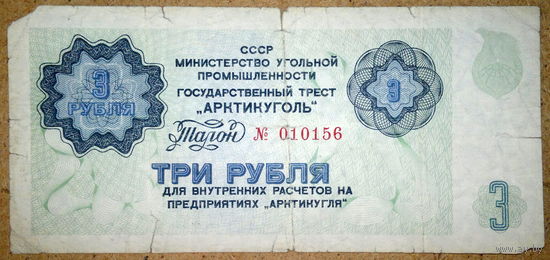 СССР
МИНИСТЕРСТВО УГОЛЬНОЙ
ПРОМЫШЛЕННОСТИ
ГОСУДАРСТВЕННЫЙ ТРЕСТ
„АРКТИКУГОЛЬ"
3
РУБЛЯ
3
Талон № 010156
ТРИ РУБЛЯ
ДЛЯ ВНУТРЕННИХ РАСЧЕТОВ НА
ПРЕДПРИЯТИЯХ „АРКТИКУГЛЯ"
3